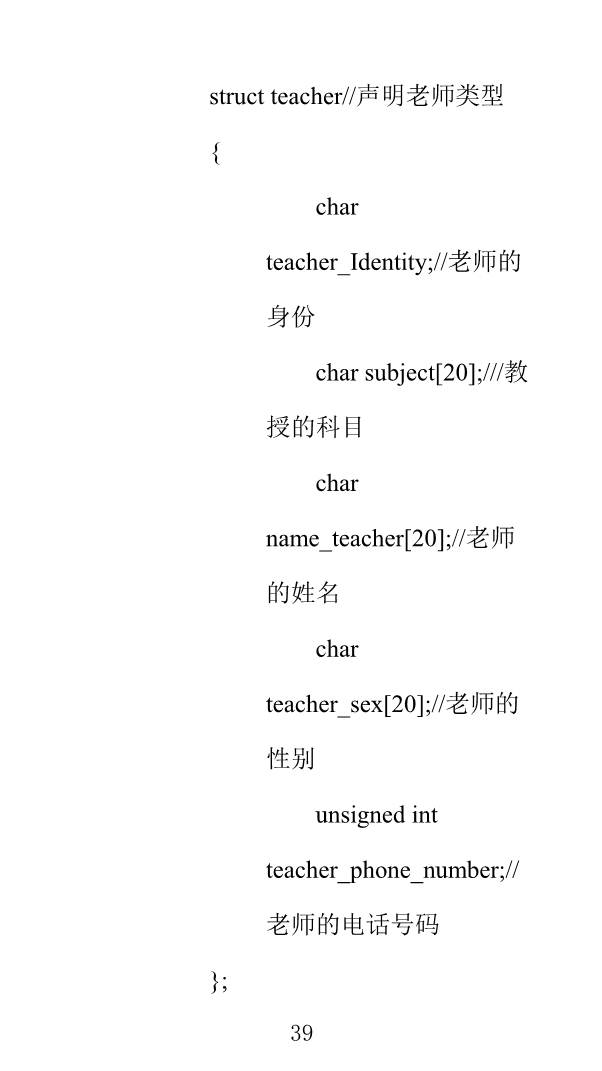 struct teacher//声明老师类型
{
char
teacher_Identity;//老师的
身份
char subject[20];///教
授的科目
char
name_teacher[20];//老师
的姓名
char
teacher_sex[20];//老师的
性别
unsigned int
teacher_phone_number;//
老师的电话号码
};
39